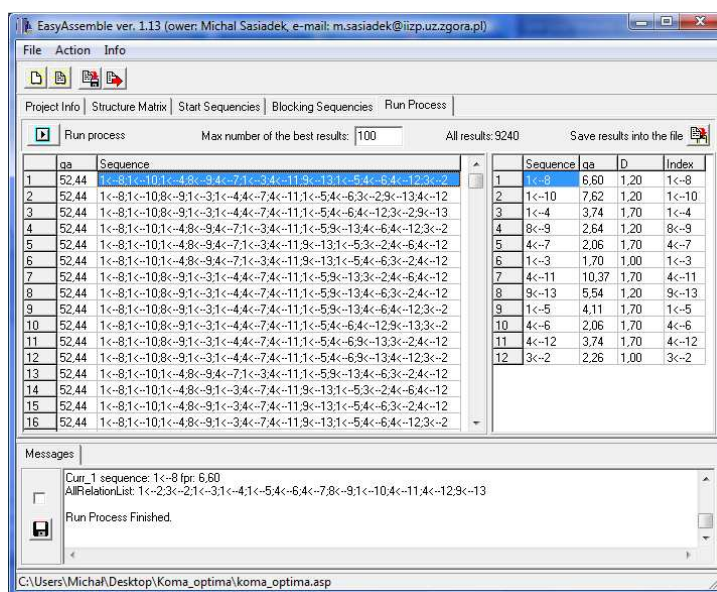 EasyAssemble ver. 1.13 (ower: Michal Sasiadek, e-mail: m.sasiadek@iizp.uz.zgora.pl)
File Action Info
Project Info Structure Matrix Start Sequencies Blocking Sequencies Run Process
Run process Max number of the best results: 100 All results: 9240 Save results into the file
qa Sequence
1 52,44 1<--8;1<--10;1<--4;8<--9;4<--7;1<--3;4<--11;9<--13;1<--5;4<--6;4<--12;3<--2
2 52,44 1<--8;1<--10;8<--9;1<--3;1<--4;4<--7;4<--11;1<--5;4<--6;3<--2;9<--13;4<--12
3 52,44 1<--8;1<--10;8<--9;1<--3;1<--4;4<--7;4<--11;1<--5;4<--6;4<--12;3<--2;9<--13
4 52,44 1<--8;1<--10;1<--4;8<--9;4<--7;1<--3;4<--11;1<--5;9<--13;4<--6;4<--12;3<--2
5 52,44 1<--8;1<--10;1<--4;8<--9;4<--7;1<--3;4<--11;9<--13;1<--5;3<--2;4<--6;4<--12
6 52,44 1<--8;1<--10;1<--4;8<--9;4<--7;1<--3;4<--11;9<--13;1<--5;4<--6;3<--2;4<--12
7 52,44 1<--8;1<--10;8<--9;1<--3;1<--4;4<--7;4<--11;1<--5;9<--13;3<--2;4<--6;4<--12
8 52,44 1<--8;1<--10;8<--9;1<--3;1<--4;4<--7;4<--11;1<--5;9<--13;4<--6;3<--2;4<--12
9 52,44 1<--8;1<--10;8<--9;1<--3;1<--4;4<--7;4<--11;1<--5;9<--13;4<--6;4<--12;3<--2
10 52,44 1<--8;1<--10;8<--9;1<--3;1<--4;4<--7;4<--11;1<--5;4<--6;4<--12;9<--13;3<--2
11 52,44 1<--8;1<--10;8<--9;1<--3;1<--4;4<--7;4<--11;1<--5;4<--6;9<--13;3<--2;4<--12
12 52,44 1<--8;1<--10;8<--9;1<--3;1<--4;4<--7;4<--11;1<--5;4<--6;9<--13;4<--12;3<--2
13 52,44 1<--8;1<--10;1<--4;8<--9;1<--3;4<--7;4<--11;1<--5;9<--13;4<--6;3<--2;4<--12
14 52,44 1<--8;1<--10;1<--4;8<--9;1<--3;4<--7;4<--11;9<--13;1<--5;3<--2;4<--6;4<--12
15 52,44 1<--8;1<--10;1<--4;8<--9;1<--3;4<--7;4<--11;9<--13;1<--5;4<--6;3<--2;4<--12
16 52,44 1<--8;1<--10;1<--4;8<--9;1<--3;4<--7;4<--11;9<--13;1<--5;4<--6;4<--12;3<--2
Sequence qa D Index
1 1<--8 6,60 1,20 1<--8
2 1<--10 7,62 1,20 1<--10
3 1<--4 3,74 1,70 1<--4
4 8<--9 2,64 1,20 8<--9
5 4<--7 2,06 1,70 4<--7
6 1<--3 1,70 1,00 1<--3
7 4<--11 10,37 1,70 4<--11
8 9<--13 5,54 1,20 9<--13
9 1<--5 4,11 1,70 1<--5
10 4<--6 2,06 1,70 4<--6
11 4<--12 3,74 1,70 4<--12
12 3<--2 2,26 1,00 3<--2
Messages
Curr_1 sequence: 1<--8 fpr: 6,60
AllRelationList: 1<--2;3<--2;1<--3;1<--4;1<--5;4<--6;4<--7;8<--9;1<--10;4<--11;4<--12;9<--13
Run Process Finished.
C:\Users\Michał\Desktop\Koma_optima\koma_optima.asp